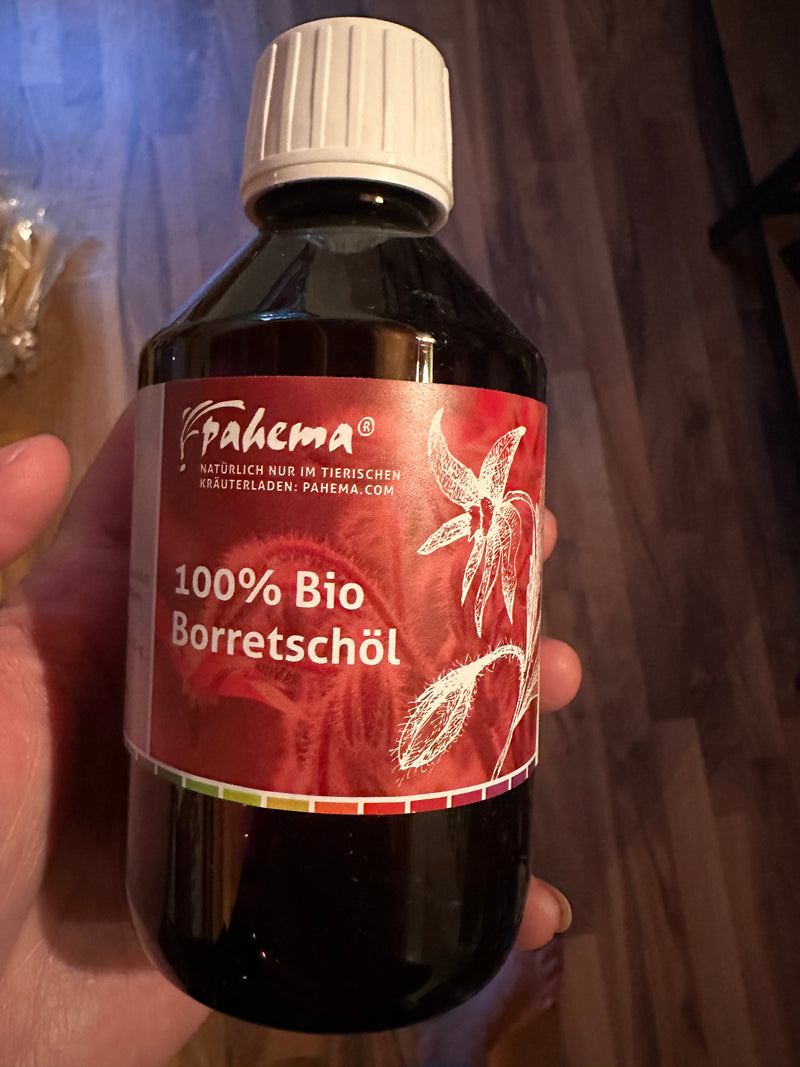 pahema®
NATÜRLICH NUR IM TIERISCHEN
KRÄUTERLADEN: PAHEMA.COM
100% Bio
Borretschöl